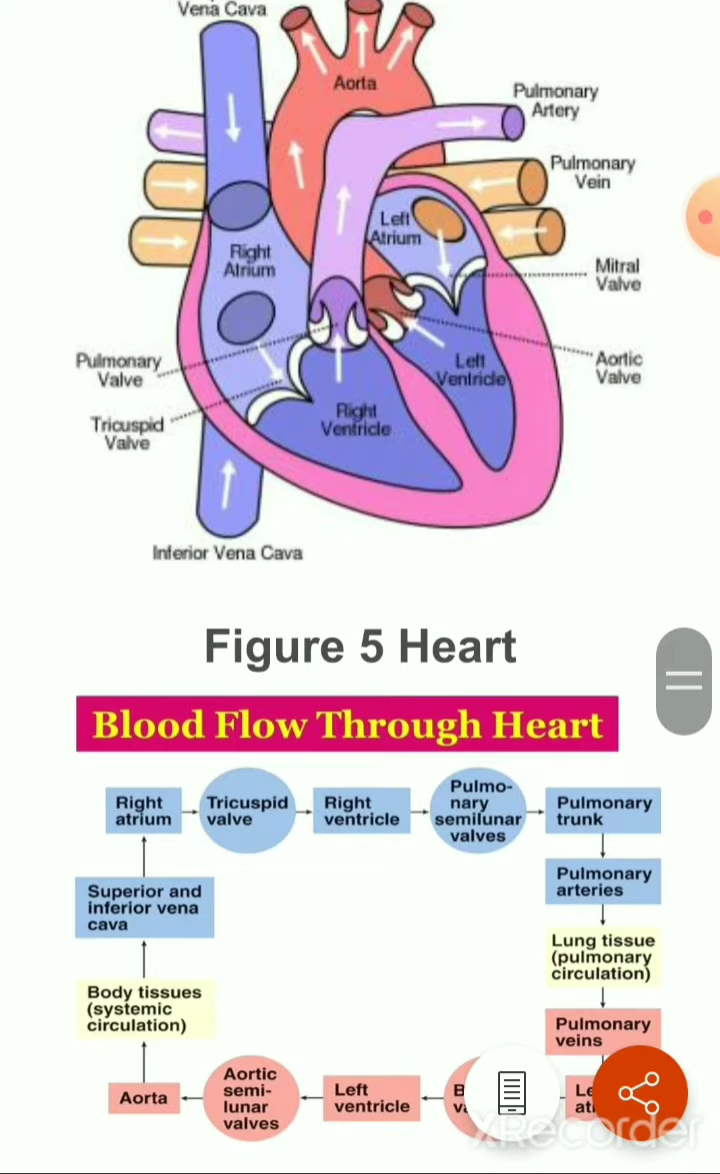 Vena Cava
Aorta
Pulmonary
Artery
Pulmonary
Vein
Left
Atrium
Right
Atrium
Mitral
Valve
Pulmonary
Valve
Left
Ventricle
Aortic
Valve
Right
Ventricle
Tricuspid
Valve
Inferior Vena Cava
Figure 5 Heart
Blood Flow Through Heart
Right
atrium
Tricuspid
valve
Right
ventricle
Pulmo-
nary
semilunar
valves
Pulmonary
trunk
Pulmonary
arteries
Superior and
inferior vena
cava
Lung tissue
(pulmonary
circulation)
Body tissues
(systemic
circulation)
Pulmonary
veins
Aorta
Aortic
semi-
lunar
valves
Left
ventricle
XRecorder